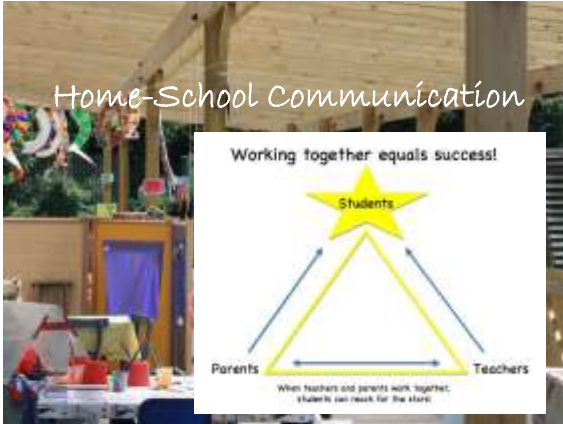 Home-School Communication
Working together equals success!
Students
Parents
Teachers
When teachers and parents work together,
students can reach for the stars!